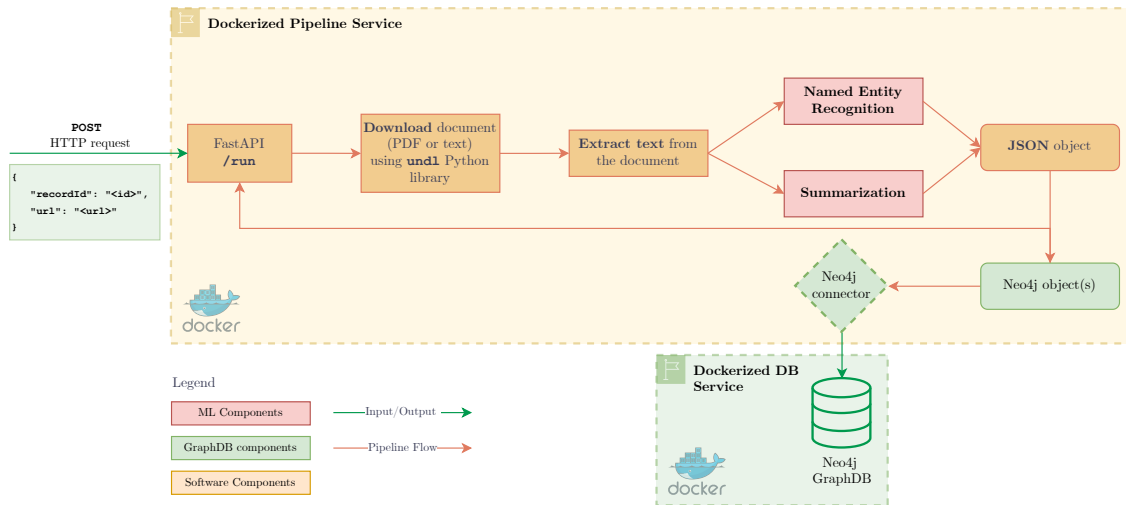 Dockerized Pipeline Service
POST
HTTP request
{
"recordId": "<id>",
"url": "<url>"
}
FastAPI
/run
Download document
(PDF or text)
using undl Python
library
Extract text from
the document
Named Entity
Recognition
Summarization
JSON object
Neo4j object(s)
Neo4j
connector
docker
Dockerized DB
Service
Neo4j
GraphDB
docker
Legend
ML Components
GraphDB components
Software Components
Input/Output
Pipeline Flow